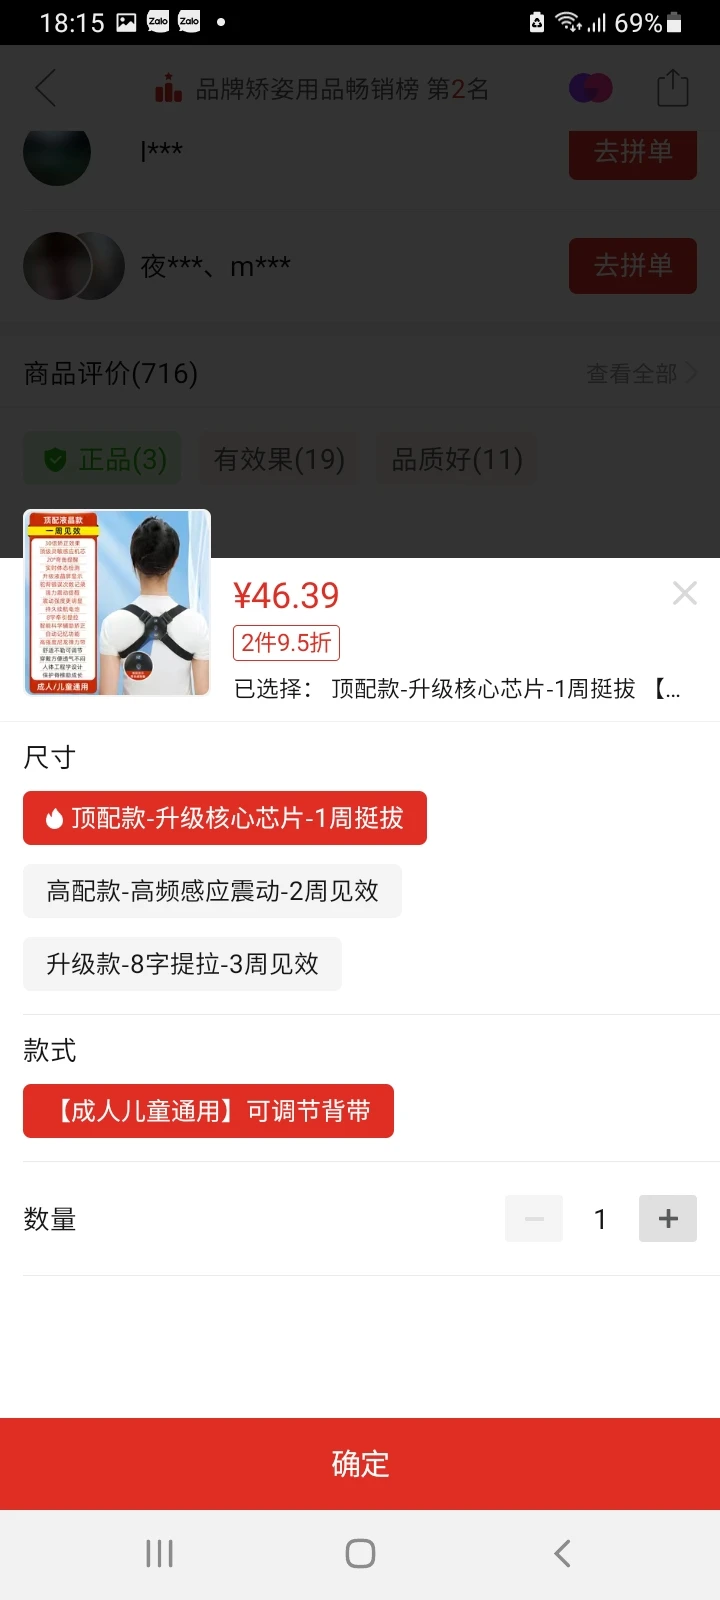 18:15
Zalo
Zalo
69%
品牌矫姿用品畅销榜 第2名
l***
去拼单
夜***、m***
去拼单
商品评价(716)
查看全部
正品(3)
有效果(19)
品质好(11)
顶配液晶款
一周见效
成人/儿童通用
¥46.39
2件9.5折
已选择： 顶配款-升级核心芯片-1周挺拔 【...
尺寸
顶配款-升级核心芯片-1周挺拔
高配款-高频感应震动-2周见效
升级款-8字提拉-3周见效
款式
【成人儿童通用】可调节背带
数量
1
确定